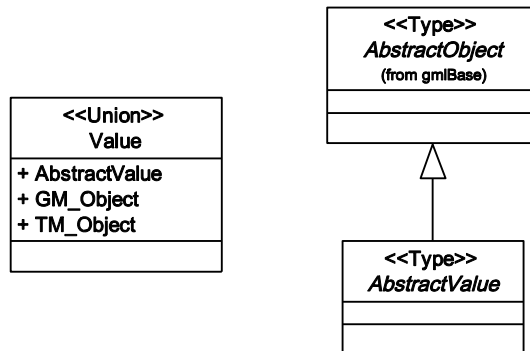 <<Union>>
Value
+ AbstractValue
+ GM_Object
+ TM_Object
<<Type>>
AbstractObject
(from gmlBase)
<<Type>>
AbstractValue